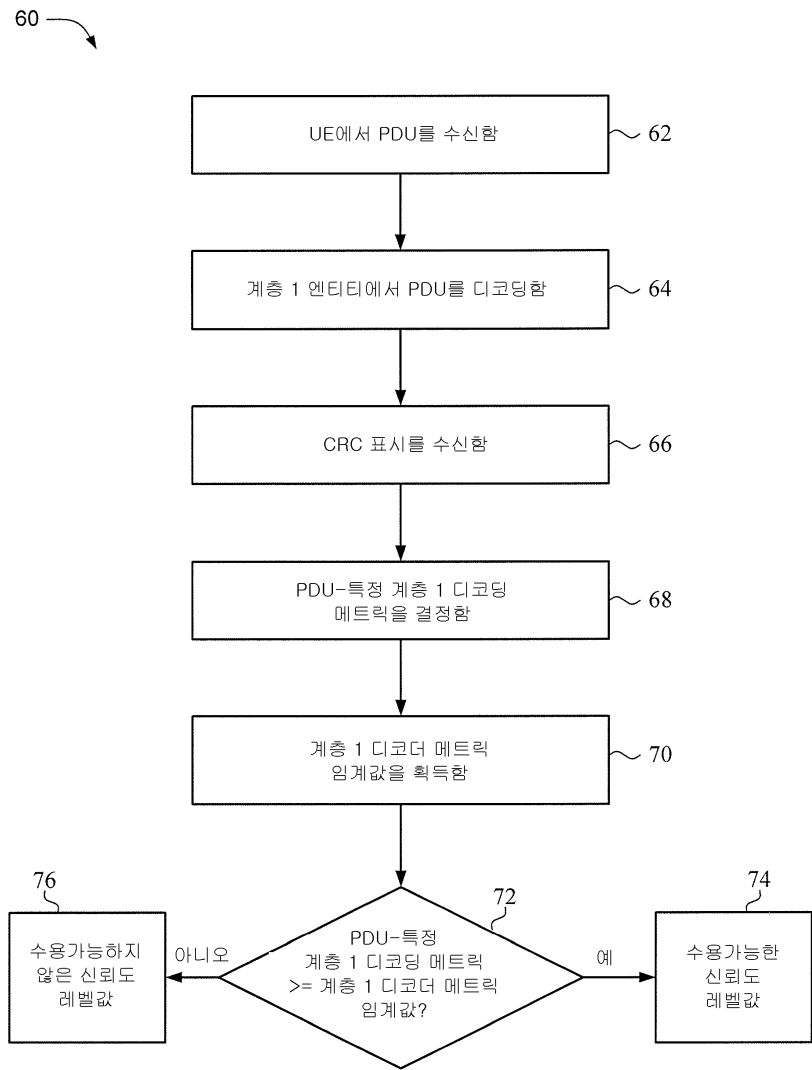 60
UE에서 PDU를 수신함
62
계층 1 엔티티에서 PDU를 디코딩함
64
CRC 표시를 수신함
66
PDU-특정 계층 1 디코딩
메트릭을 결정함
68
계층 1 디코더 메트릭
임계값을 획득함
70
72
PDU-특정
계층 1 디코딩 메트릭
>= 계층 1 디코더 메트릭
임계값?
아니오
76
수용가능하지
않은 신뢰도
레벨값
예
74
수용가능한
신뢰도
레벨값